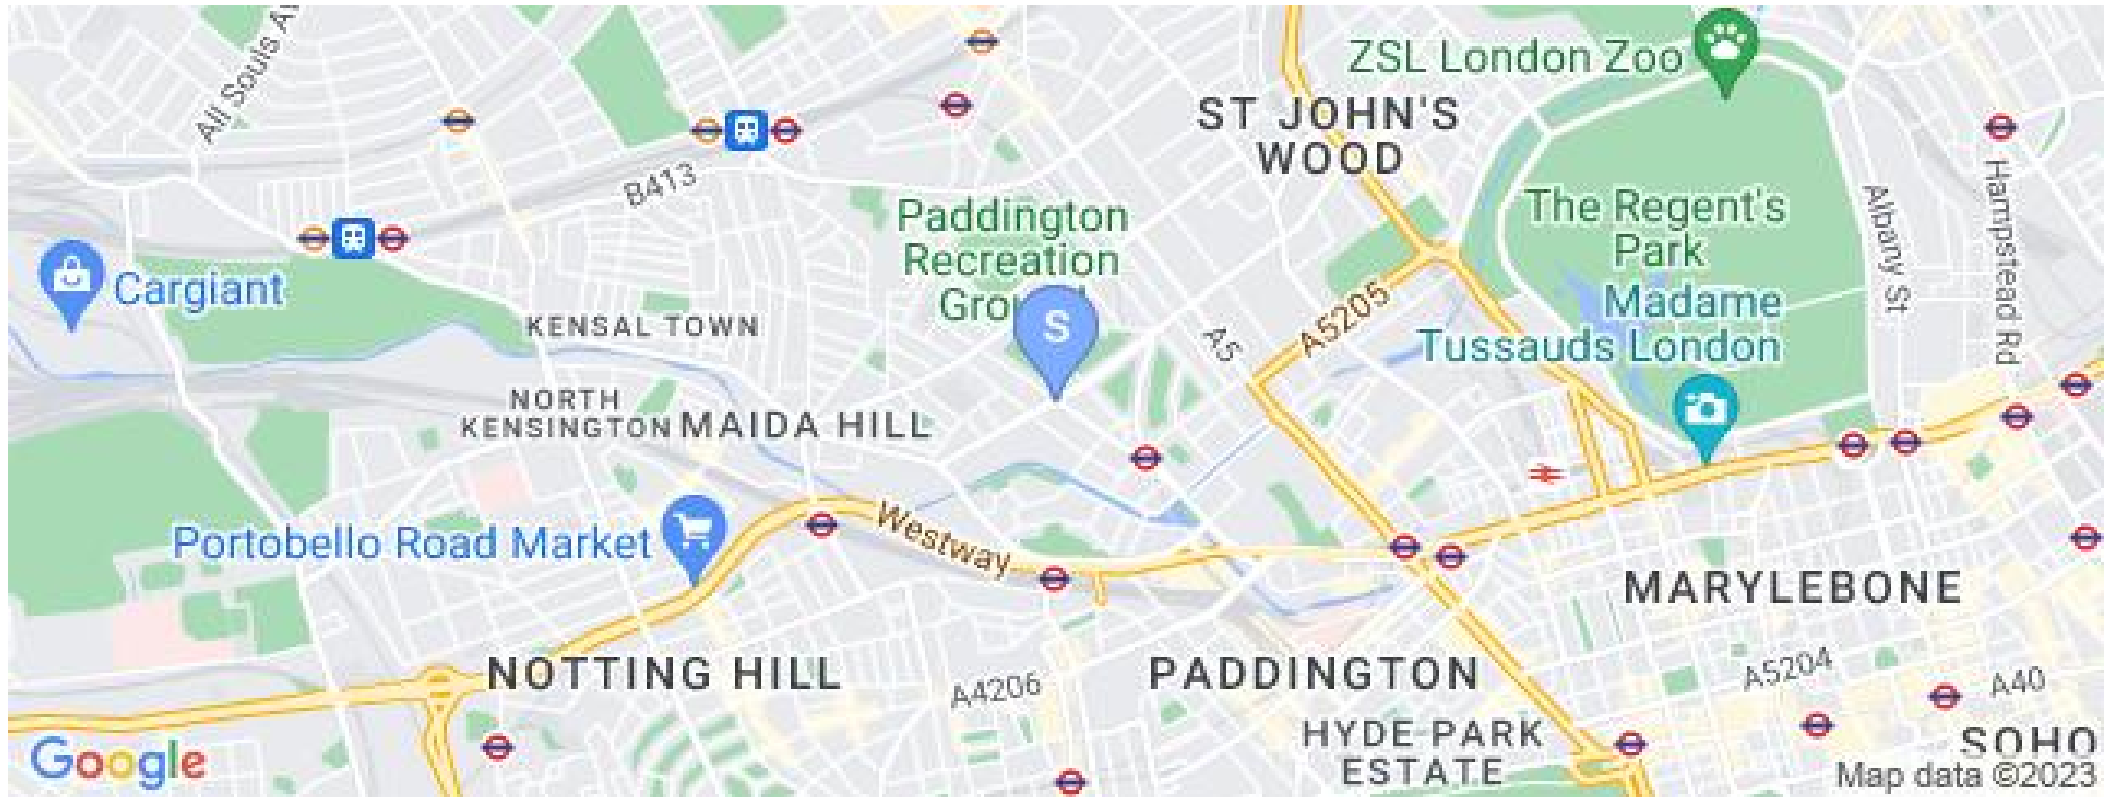 All Souls Av
ZSL London Zoo
ST JOHN'S
WOOD
B413
Paddington
Recreation
Grou
The Regent's
Park
Albany St
Hampstead Rd
Cargiant
KENSAL TOWN
A5
A5205
Madame
Tussauds London
S
NORTH
KENSINGTON
MAIDA HILL
Portobello Road Market
Westway
MARYLEBONE
NOTTING HILL
A4206
PADDINGTON
A5204
A40
HYDE PARK
ESTATE
SOHO
Google
Map data ©2023